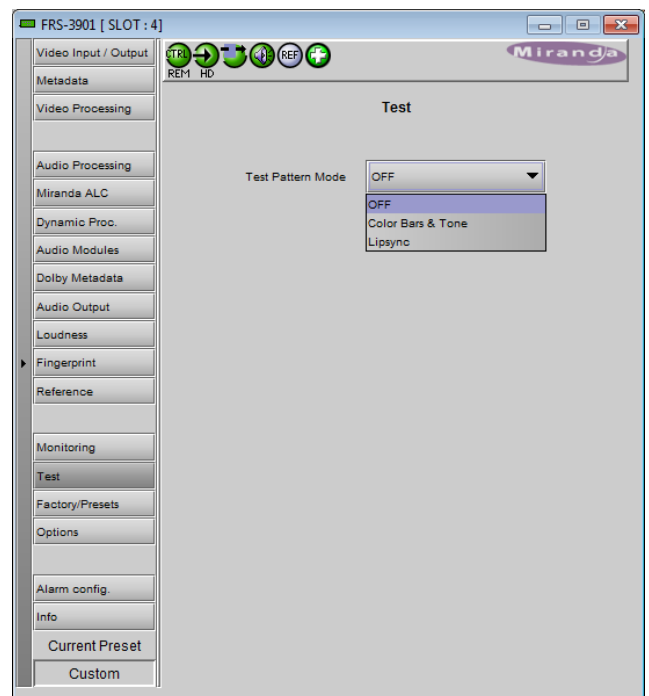 FRS-3901 [ SLOT : 4]
Video Input / Output
Metadata
Video Processing
Audio Processing
Miranda ALC
Dynamic Proc.
Audio Modules
Dolby Metadata
Audio Output
Loudness
Fingerprint
Reference
Monitoring
Test
Factory/Presets
Options
Alarm config.
Info
Current Preset
Custom
CTRL
REF
REM HD
Miranda
Test
Test Pattern Mode OFF
OFF
Color Bars & Tone
Lipsync